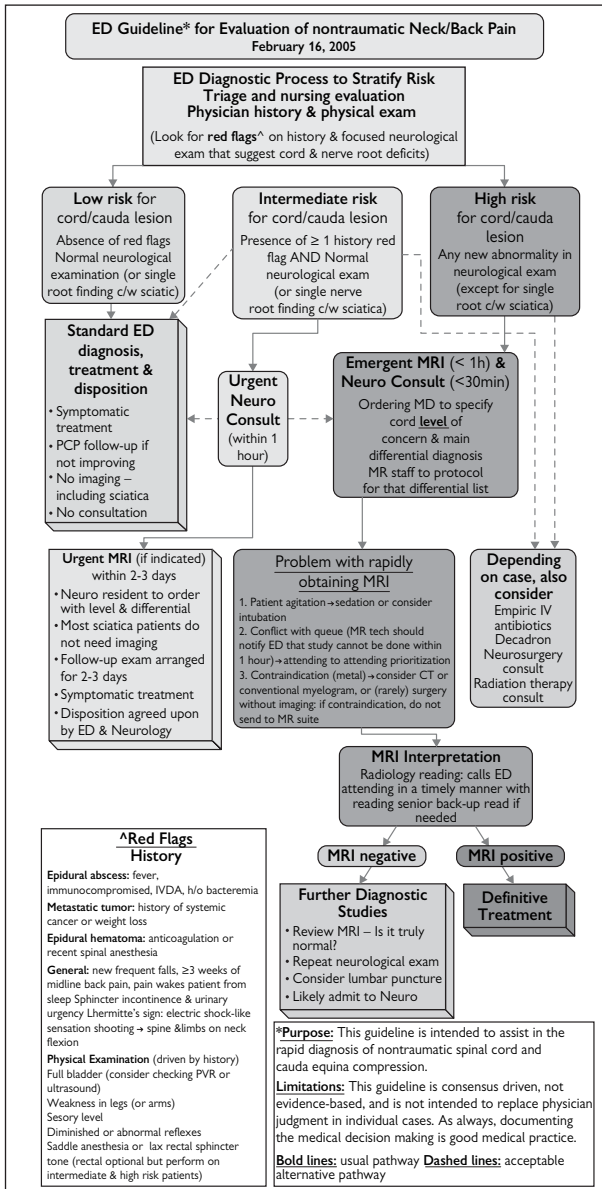 ED Guideline* for Evaluation of nontraumatic Neck/Back Pain
February 16, 2005
ED Diagnostic Process to Stratify Risk
Triage and nursing evaluation
Physician history & physical exam
(Look for red flags^ on history & focused neurological
exam that suggest cord & nerve root deficits)
Low risk for
cord/cauda lesion
Absence of red flags
Normal neurological
examination (or single
root finding c/w sciatic)
Intermediate risk
for cord/cauda lesion
Presence of ≥ 1 history red
flag AND Normal
neurological exam
(or single nerve
root finding c/w sciatica)
High risk
for cord/cauda
lesion
Any new abnormality in
neurological exam
(except for single
root c/w sciatica)
Standard ED
diagnosis,
treatment &
disposition
• Symptomatic
treatment
• PCP follow-up if
not improving
• No imaging –
including sciatica
• No consultation
Urgent
Neuro
Consult
(within 1
hour)
Emergent MRI (< 1h) &
Neuro Consult (<30min)
Ordering MD to specify
cord level of
concern & main
differential diagnosis
MR staff to protocol
for that differential list
Urgent MRI (if indicated)
within 2-3 days
• Neuro resident to order
with level & differential
• Most sciatica patients do
not need imaging
• Follow-up exam arranged
for 2-3 days
• Symptomatic treatment
• Disposition agreed upon
by ED & Neurology
Problem with rapidly
obtaining MRI
1. Patient agitation→sedation or consider
intubation
2. Conflict with queue (MR tech should
notify ED that study cannot be done within
1 hour)→attending to attending prioritization
3. Contraindication (metal)→consider CT or
conventional myelogram, or (rarely) surgery
without imaging: if contraindication, do not
send to MR suite
Depending
on case, also
consider
Empiric IV
antibiotics
Decadron
Neurosurgery
consult
Radiation therapy
consult
MRI Interpretation
Radiology reading: calls ED
attending in a timely manner with
reading senior back-up read if
needed
MRI negative
MRI positive
Further Diagnostic
Studies
• Review MRI – Is it truly
normal?
• Repeat neurological exam
• Consider lumbar puncture
• Likely admit to Neuro
Definitive
Treatment
^Red Flags
History
Epidural abscess: fever,
immunocompromised, IVDA, h/o bacteremia
Metastatic tumor: history of systemic
cancer or weight loss
Epidural hematoma: anticoagulation or
recent spinal anesthesia
General: new frequent falls, ≥3 weeks of
midline back pain, pain wakes patient from
sleep Sphincter incontinence & urinary
urgency Lhermitte's sign: electric shock-like
sensation shooting → spine &limbs on neck
flexion
Physical Examination (driven by history)
Full bladder (consider checking PVR or
ultrasound)
Weakness in legs (or arms)
Sesory level
Diminished or abnormal reflexes
Saddle anesthesia or lax rectal sphincter
tone (rectal optional but perform on
intermediate & high risk patients)
*Purpose: This guideline is intended to assist in the
rapid diagnosis of nontraumatic spinal cord and
cauda equina compression.
Limitations: This guideline is consensus driven, not
evidence-based, and is not intended to replace physician
judgment in individual cases. As always, documenting
the medical decision making is good medical practice.
Bold lines: usual pathway Dashed lines: acceptable
alternative pathway